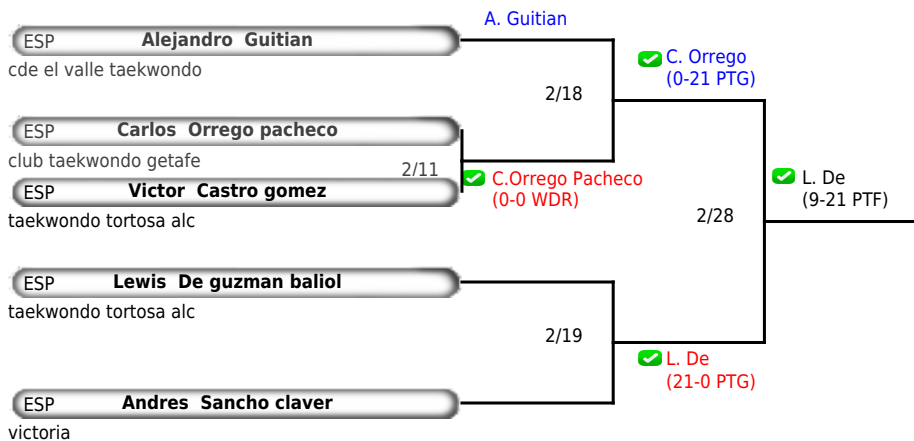 A. Guitian
ESP Alejandro Guitian
cde el valle taekwondo
C. Orrego
(0-21 PTG)
2/18
ESP Carlos Orrego pacheco
club taekwondo getafe
2/11
C.Orrego Pacheco
(0-0 WDR)
ESP Victor Castro gomez
taekwondo tortosa alc
L. De
(9-21 PTF)
2/28
ESP Lewis De guzman baliol
taekwondo tortosa alc
2/19
L. De
(21-0 PTG)
ESP Andres Sancho claver
victoria